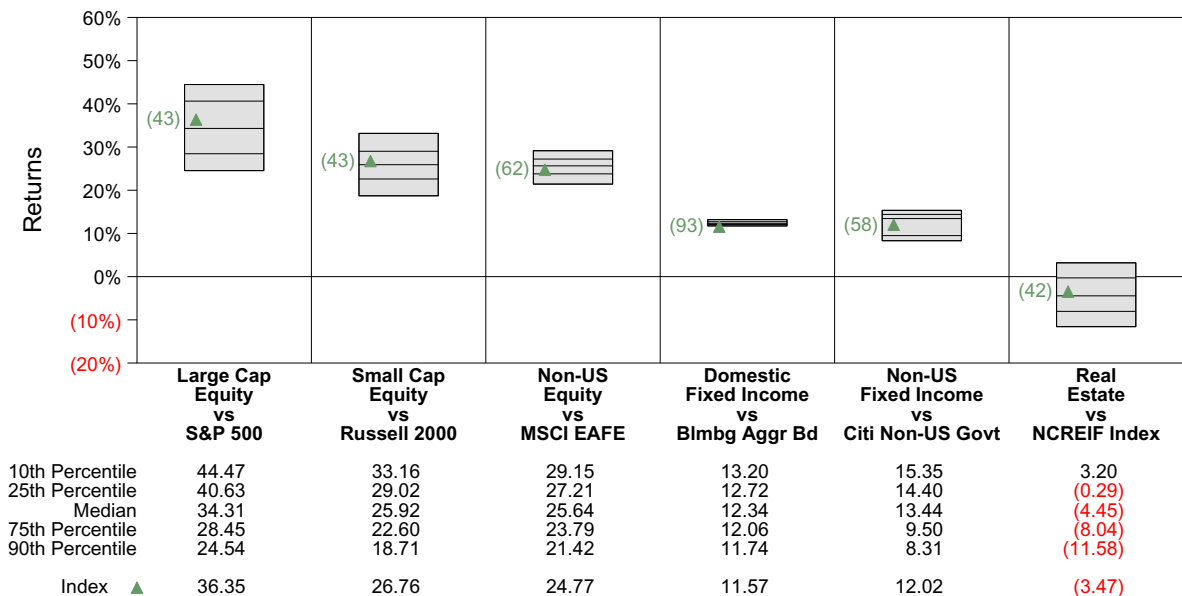 60%
50%
40%
30%
20%
10%
0%
(10%)
(20%)
Returns
(43)
(43)
(62)
(93)
(58)
(42)
Large Cap
Equity
vs
S&P 500
Small Cap
Equity
vs
Russell 2000
Non-US
Equity
vs
MSCI EAFE
Domestic
Fixed Income
vs
Blmbg Aggr Bd
Non-US
Fixed Income
vs
Citi Non-US Govt
Real
Estate
vs
NCREIF Index
10th Percentile 44.47 33.16 29.15 13.20 15.35 3.20
25th Percentile 40.63 29.02 27.21 12.72 14.40 (0.29)
Median 34.31 25.92 25.64 12.34 13.44 (4.45)
75th Percentile 28.45 22.60 23.79 12.06 9.50 (8.04)
90th Percentile 24.54 18.71 21.42 11.74 8.31 (11.58)
Index 36.35 26.76 24.77 11.57 12.02 (3.47)